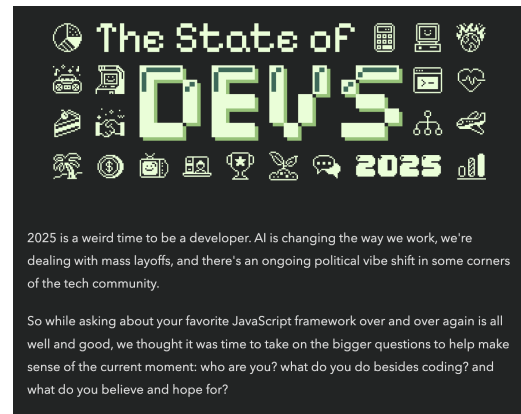 The State of
DEVS
2025
2025 is a weird time to be a developer. AI is changing the way we work, we're
dealing with mass layoffs, and there's an ongoing political vibe shift in some corners
of the tech community.
So while asking about your favorite JavaScript framework over and over again is all
well and good, we thought it was time to take on the bigger questions to help make
sense of the current moment: who are you? what do you do besides coding? and
what do you believe and hope for?